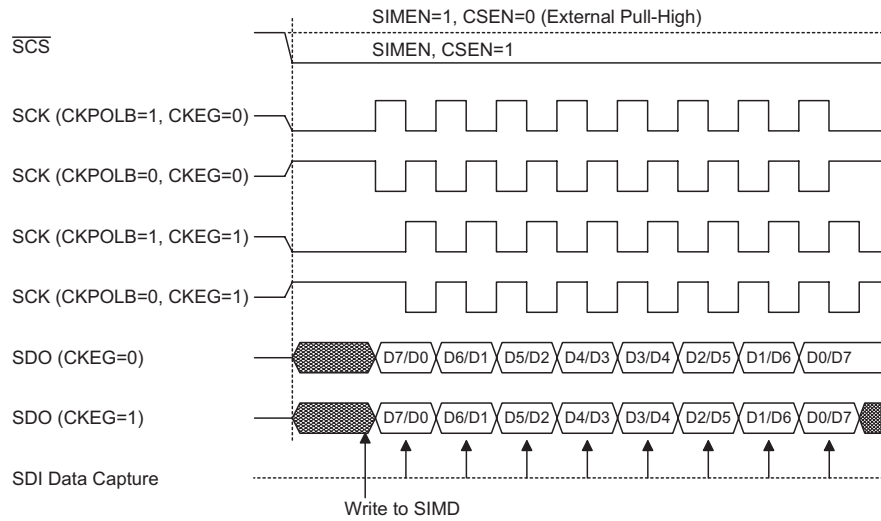 SIMEN=1, CSEN=0 (External Pull-High)
SCS
SIMEN, CSEN=1
SCK (CKPOLB=1, CKEG=0)
SCK (CKPOLB=0, CKEG=0)
SCK (CKPOLB=1, CKEG=1)
SCK (CKPOLB=0, CKEG=1)
SDO (CKEG=0) D7/D0 D6/D1 D5/D2 D4/D3 D3/D4 D2/D5 D1/D6 D0/D7
SDO (CKEG=1) D7/D0 D6/D1 D5/D2 D4/D3 D3/D4 D2/D5 D1/D6 D0/D7
SDI Data Capture
Write to SIMD